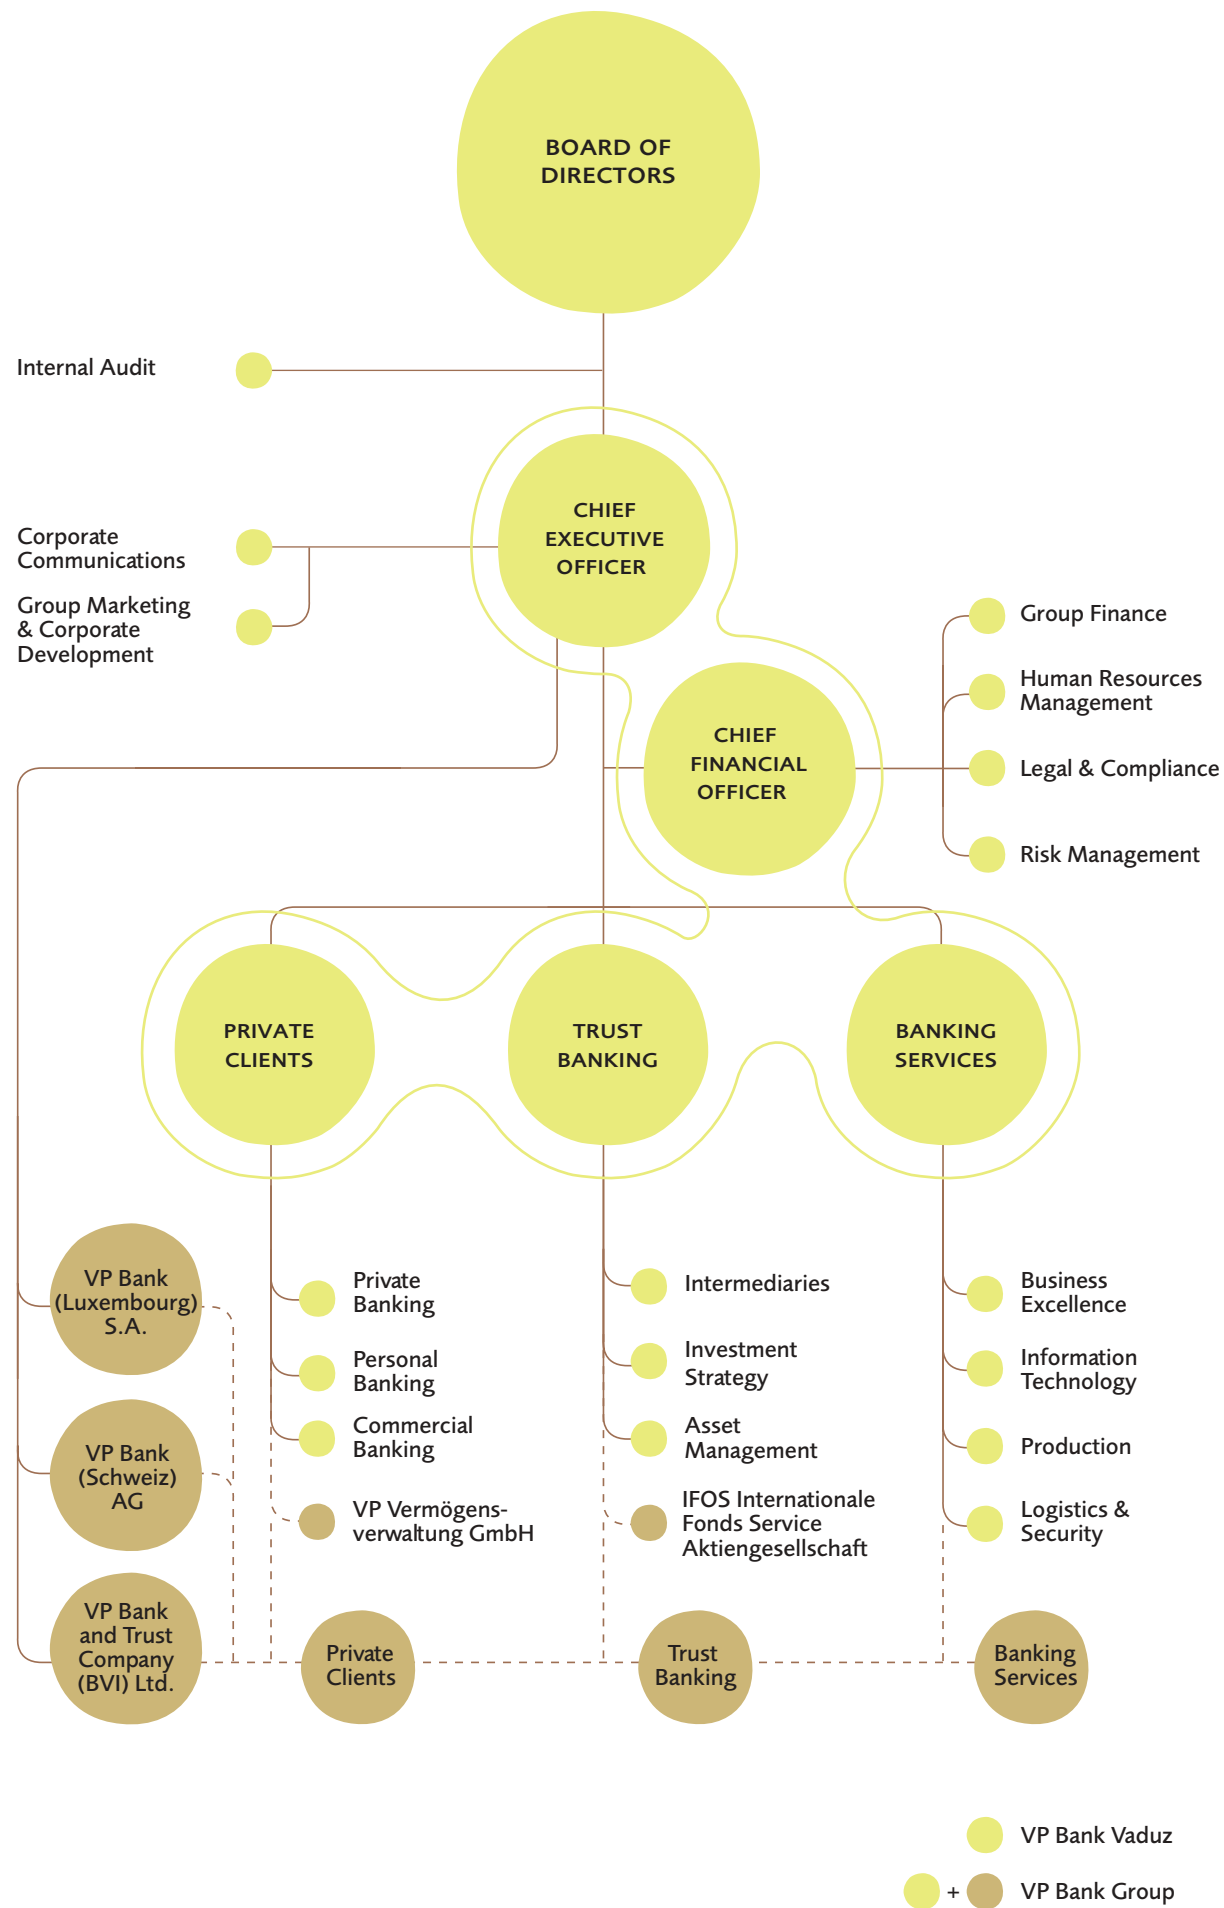 BOARD OF
DIRECTORS
Internal Audit
CHIEF
EXECUTIVE
OFFICER
Corporate
Communications
Group Marketing
& Corporate
Development
CHIEF
FINANCIAL
OFFICER
Group Finance
Human Resources
Management
Legal & Compliance
Risk Management
PRIVATE
CLIENTS
TRUST
BANKING
BANKING
SERVICES
VP Bank
(Luxembourg)
S.A.
VP Bank
(Schweiz)
AG
VP Bank
and Trust
Company
(BVI) Ltd.
Private
Banking
Personal
Banking
Commercial
Banking
VP Vermögens-
verwaltung GmbH
Intermediaries
Investment
Strategy
Asset
Management
IFOS Internationale
Fonds Service
Aktiengesellschaft
Business
Excellence
Information
Technology
Production
Logistics &
Security
Private
Clients
Trust
Banking
Banking
Services
VP Bank Vaduz
+ VP Bank Group